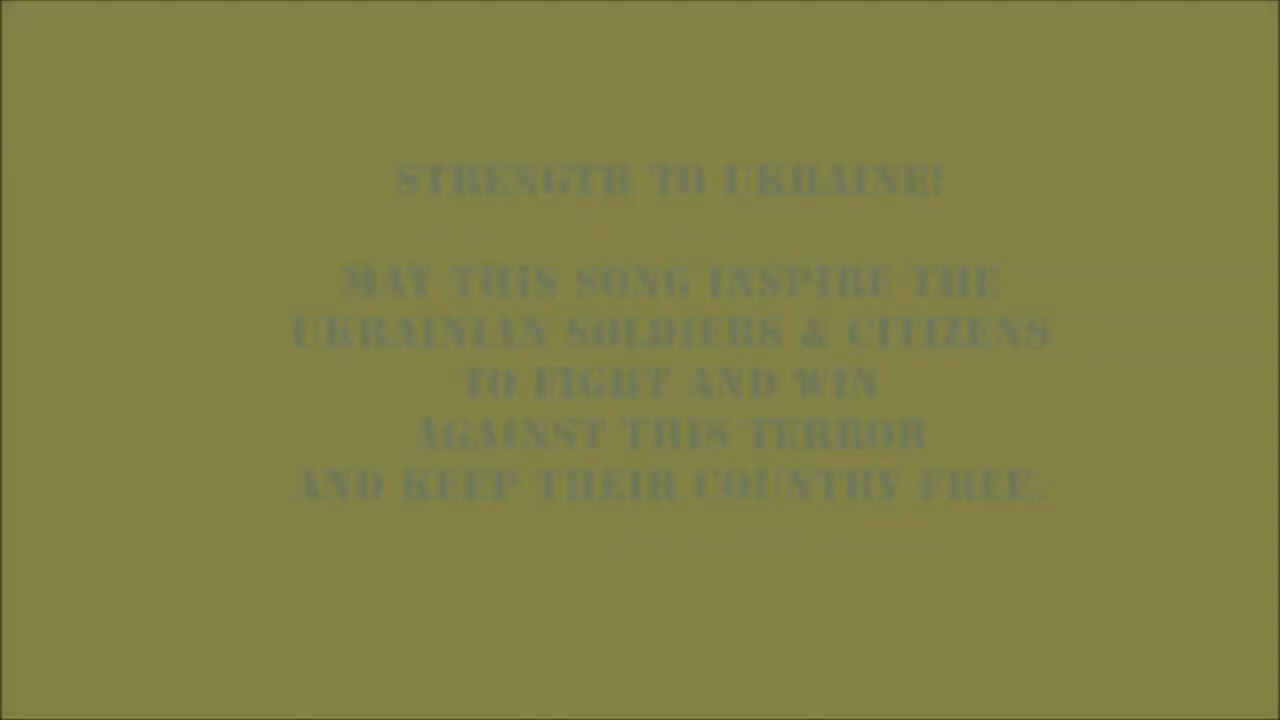 STRENGTH TO UKRAINE!
MAY THIS SONG INSPIRE THE
UKRAINIAN SOLDIERS & CITIZENS
TO FIGHT AND WIN
AGAINST THIS TERROR
AND KEEP THEIR COUNTRY FREE.